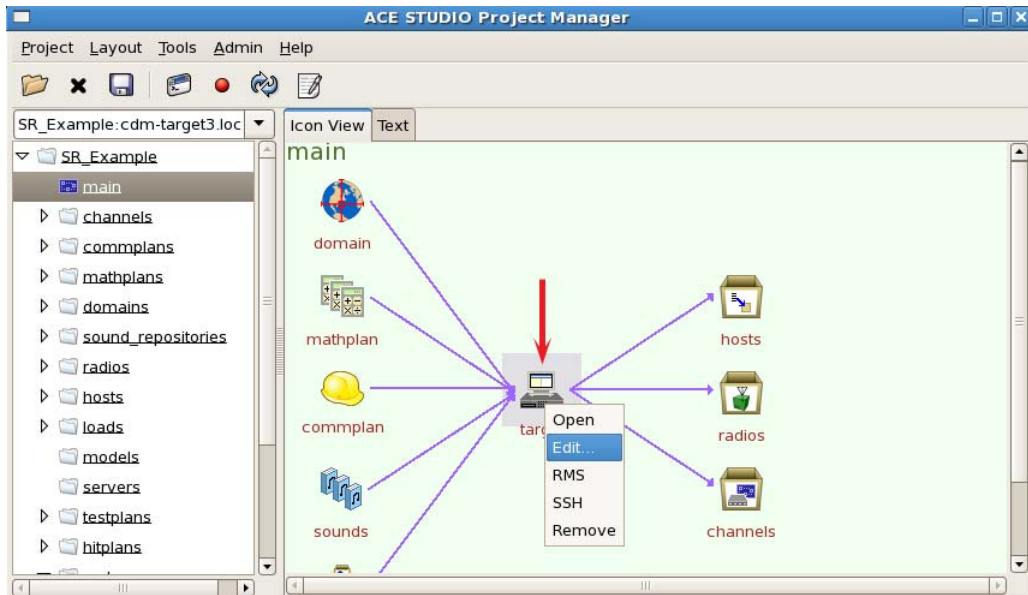 ACE STUDIO Project Manager
Project Layout Tools Admin Help
SR_Example:cdm-target3.loc
Icon View Text
SR_Example
main
channels
commplans
mathplans
domains
sound_repositories
radios
hosts
loads
models
servers
testplans
hitplans
main
domain
mathplan
commplan
sounds
Open
Edit...
RMS
SSH
Remove
hosts
radios
channels